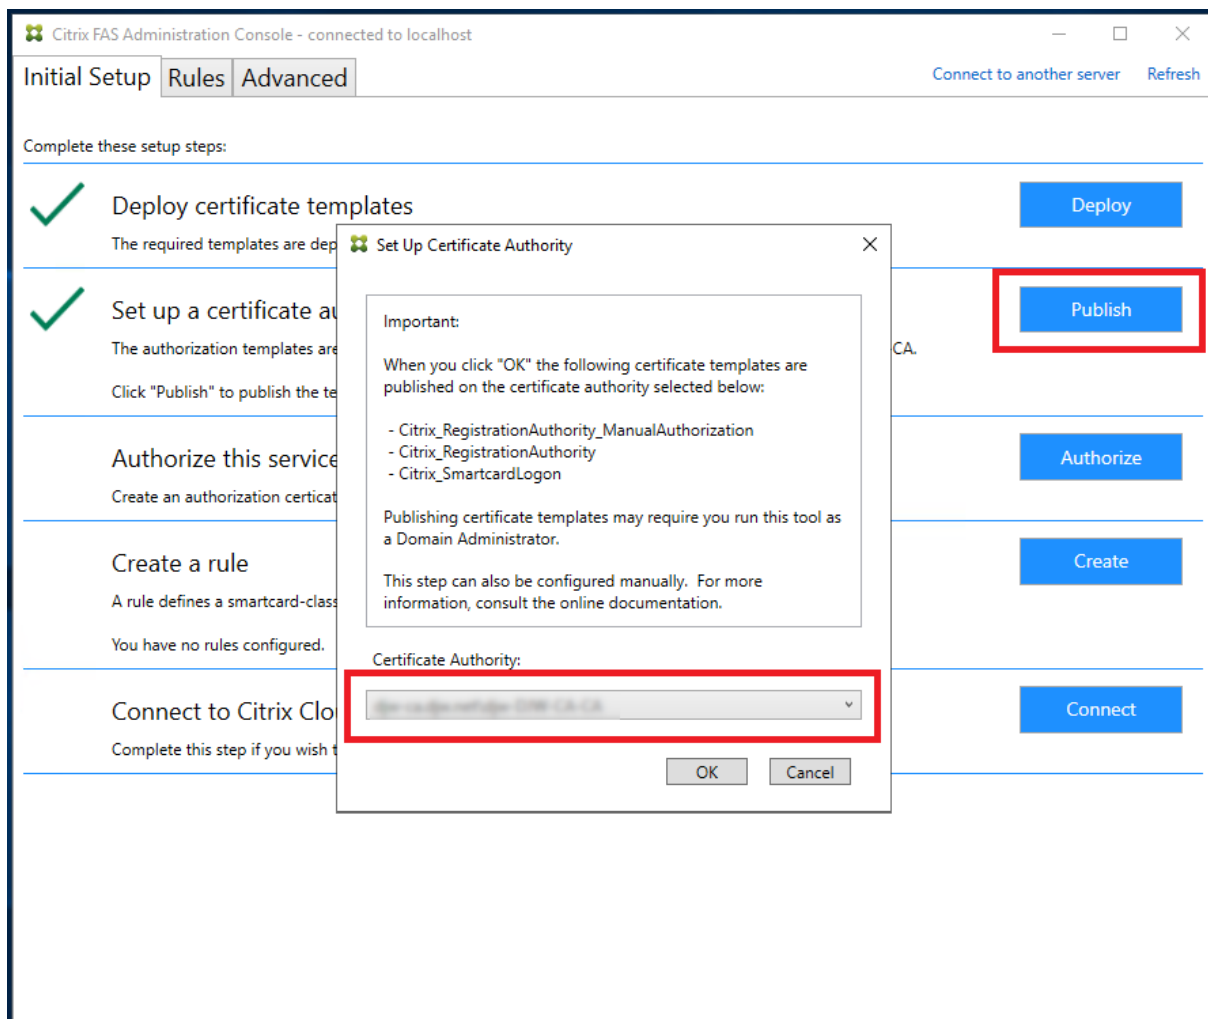 Citrix FAS Administration Console - connected to localhost
Initial Setup Rules Advanced Connect to another server Refresh
Complete these setup steps:
Deploy certificate templates
Deploy
The required templates are dep
Set Up Certificate Authority
Set up a certificate au
Publish
The authorization templates are
CA.
Click "Publish" to publish the te
Important:
When you click "OK" the following certificate templates are
published on the certificate authority selected below:
- Citrix_RegistrationAuthority_ManualAuthorization
- Citrix_RegistrationAuthority
- Citrix_SmartcardLogon
Publishing certificate templates may require you run this tool as
a Domain Administrator.
This step can also be configured manually. For more
information, consult the online documentation.
Certificate Authority:
OK Cancel
Authorize this service
Authorize
Create an authorization certicat
Create a rule
Create
A rule defines a smartcard-class
You have no rules configured.
Connect to Citrix Clou
Connect
Complete this step if you wish t